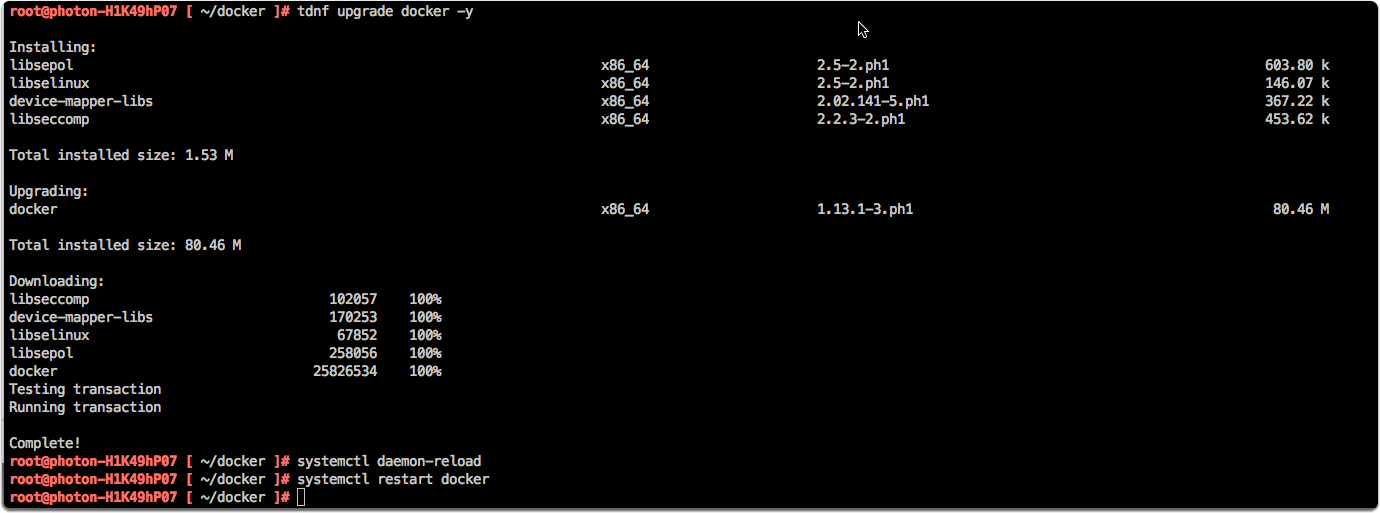 root@photon-H1K49hP07 [ ~/docker ]# tdnf upgrade docker -y
Installing:
libsepol x86_64 2.5-2.ph1 603.80 k
libselinux x86_64 2.5-2.ph1 146.07 k
device-mapper-libs x86_64 2.02.141-5.ph1 367.22 k
libseccomp x86_64 2.2.3-2.ph1 453.62 k
Total installed size: 1.53 M
Upgrading:
docker x86_64 1.13.1-3.ph1 80.46 M
Total installed size: 80.46 M
Downloading:
libseccomp 102057 100%
device-mapper-libs 170253 100%
libselinux 67852 100%
libsepol 258056 100%
docker 25826534 100%
Testing transaction
Running transaction
Complete!
root@photon-H1K49hP07 [ ~/docker ]# systemctl daemon-reload
root@photon-H1K49hP07 [ ~/docker ]# systemctl restart docker
root@photon-H1K49hP07 [ ~/docker ]#